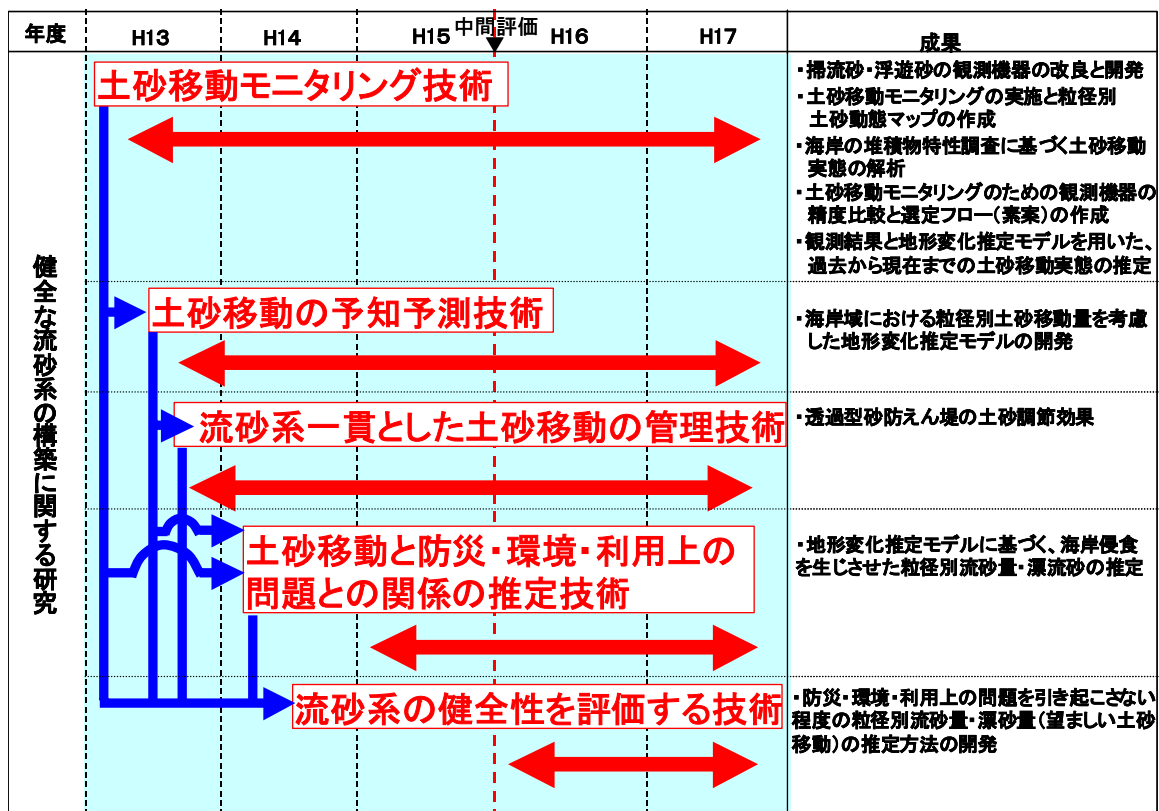 年度
H13
H14
H15
中間評価
H16
H17
成果
健全な流砂系の構築に関する研究
土砂移動モニタリング技術
・掃流砂・浮遊砂の観測機器の改良と開発
・土砂移動モニタリングの実施と粒径別
土砂動態マップの作成
・海岸の堆積物特性調査に基づく土砂移動
実態の解析
・土砂移動モニタリングのための観測機器の
精度比較と選定フロー(素案)の作成
・観測結果と地形変化推定モデルを用いた、
過去から現在までの土砂移動実態の推定
土砂移動の予知予測技術
・海岸域における粒径別土砂移動量を考慮
した地形変化推定モデルの開発
流砂系一貫とした土砂移動の管理技術
・透過型砂防えん堤の土砂調節効果
土砂移動と防災・環境・利用上の
問題との関係の推定技術
・地形変化推定モデルに基づく、海岸侵食
を生じさせた粒径別流砂量・漂流砂の推定
流砂系の健全性を評価する技術
・防災・環境・利用上の問題を引き起こさない
程度の粒径別流砂量・漂砂量(望ましい土砂
移動)の推定方法の開発